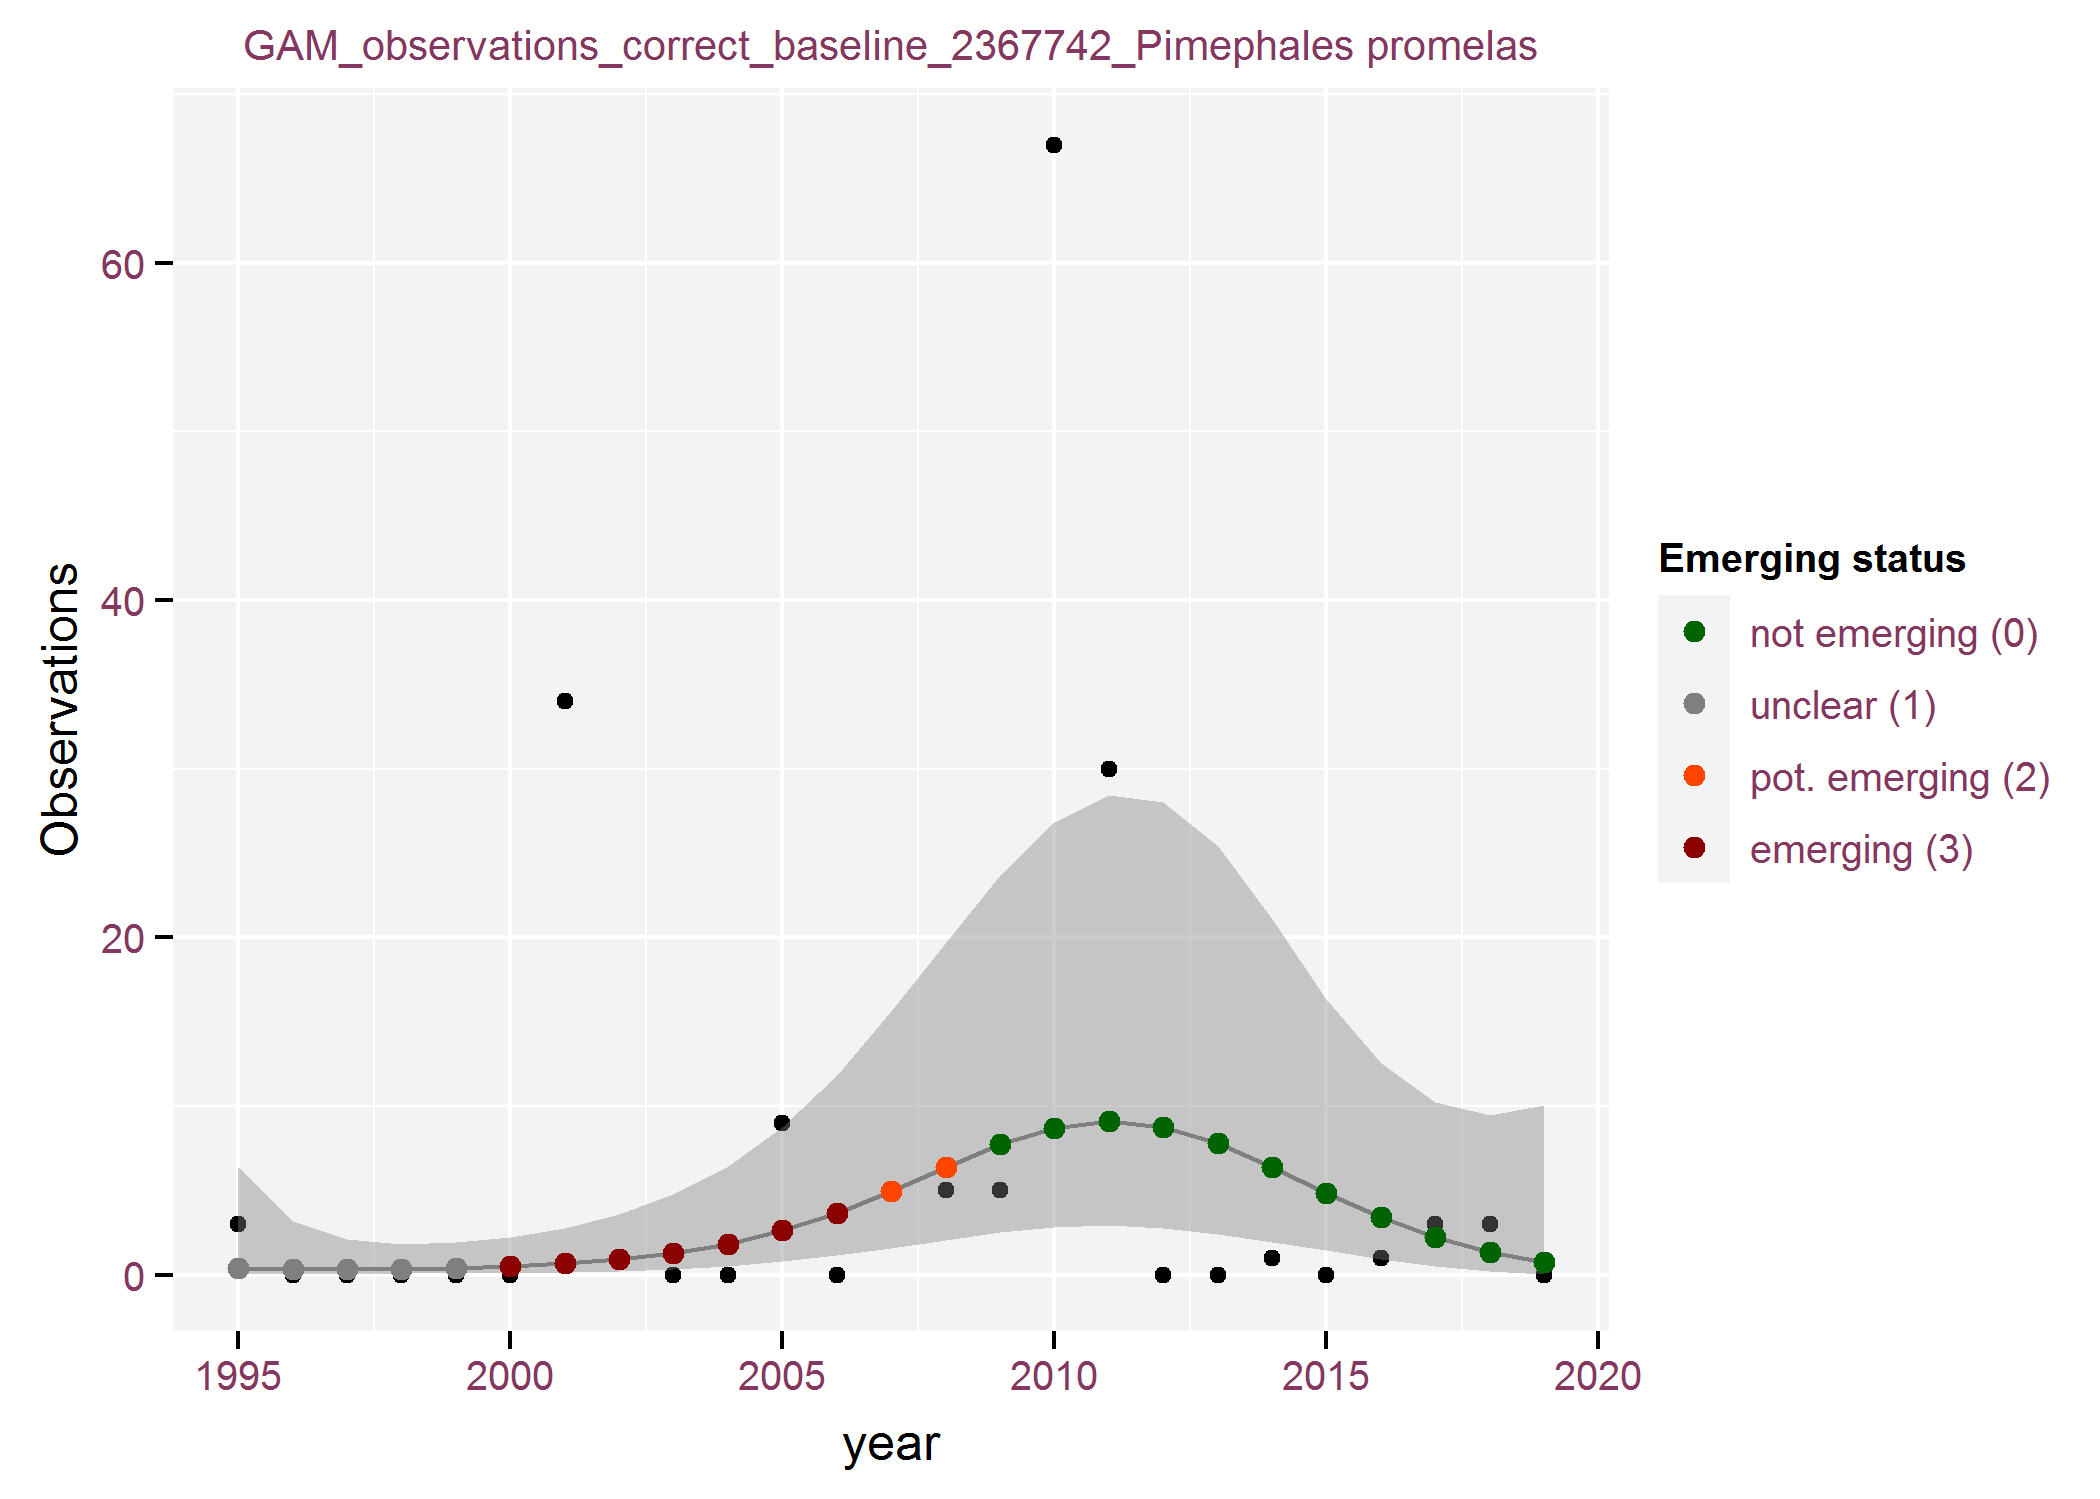 GAM_observations_correct_baseline_2367742_Pimephales promelas
60
40
20
0
Observations
1995 2000 2005 2010 2015 2020
year
Emerging status
not emerging (0)
unclear (1)
pot. emerging (2)
emerging (3)